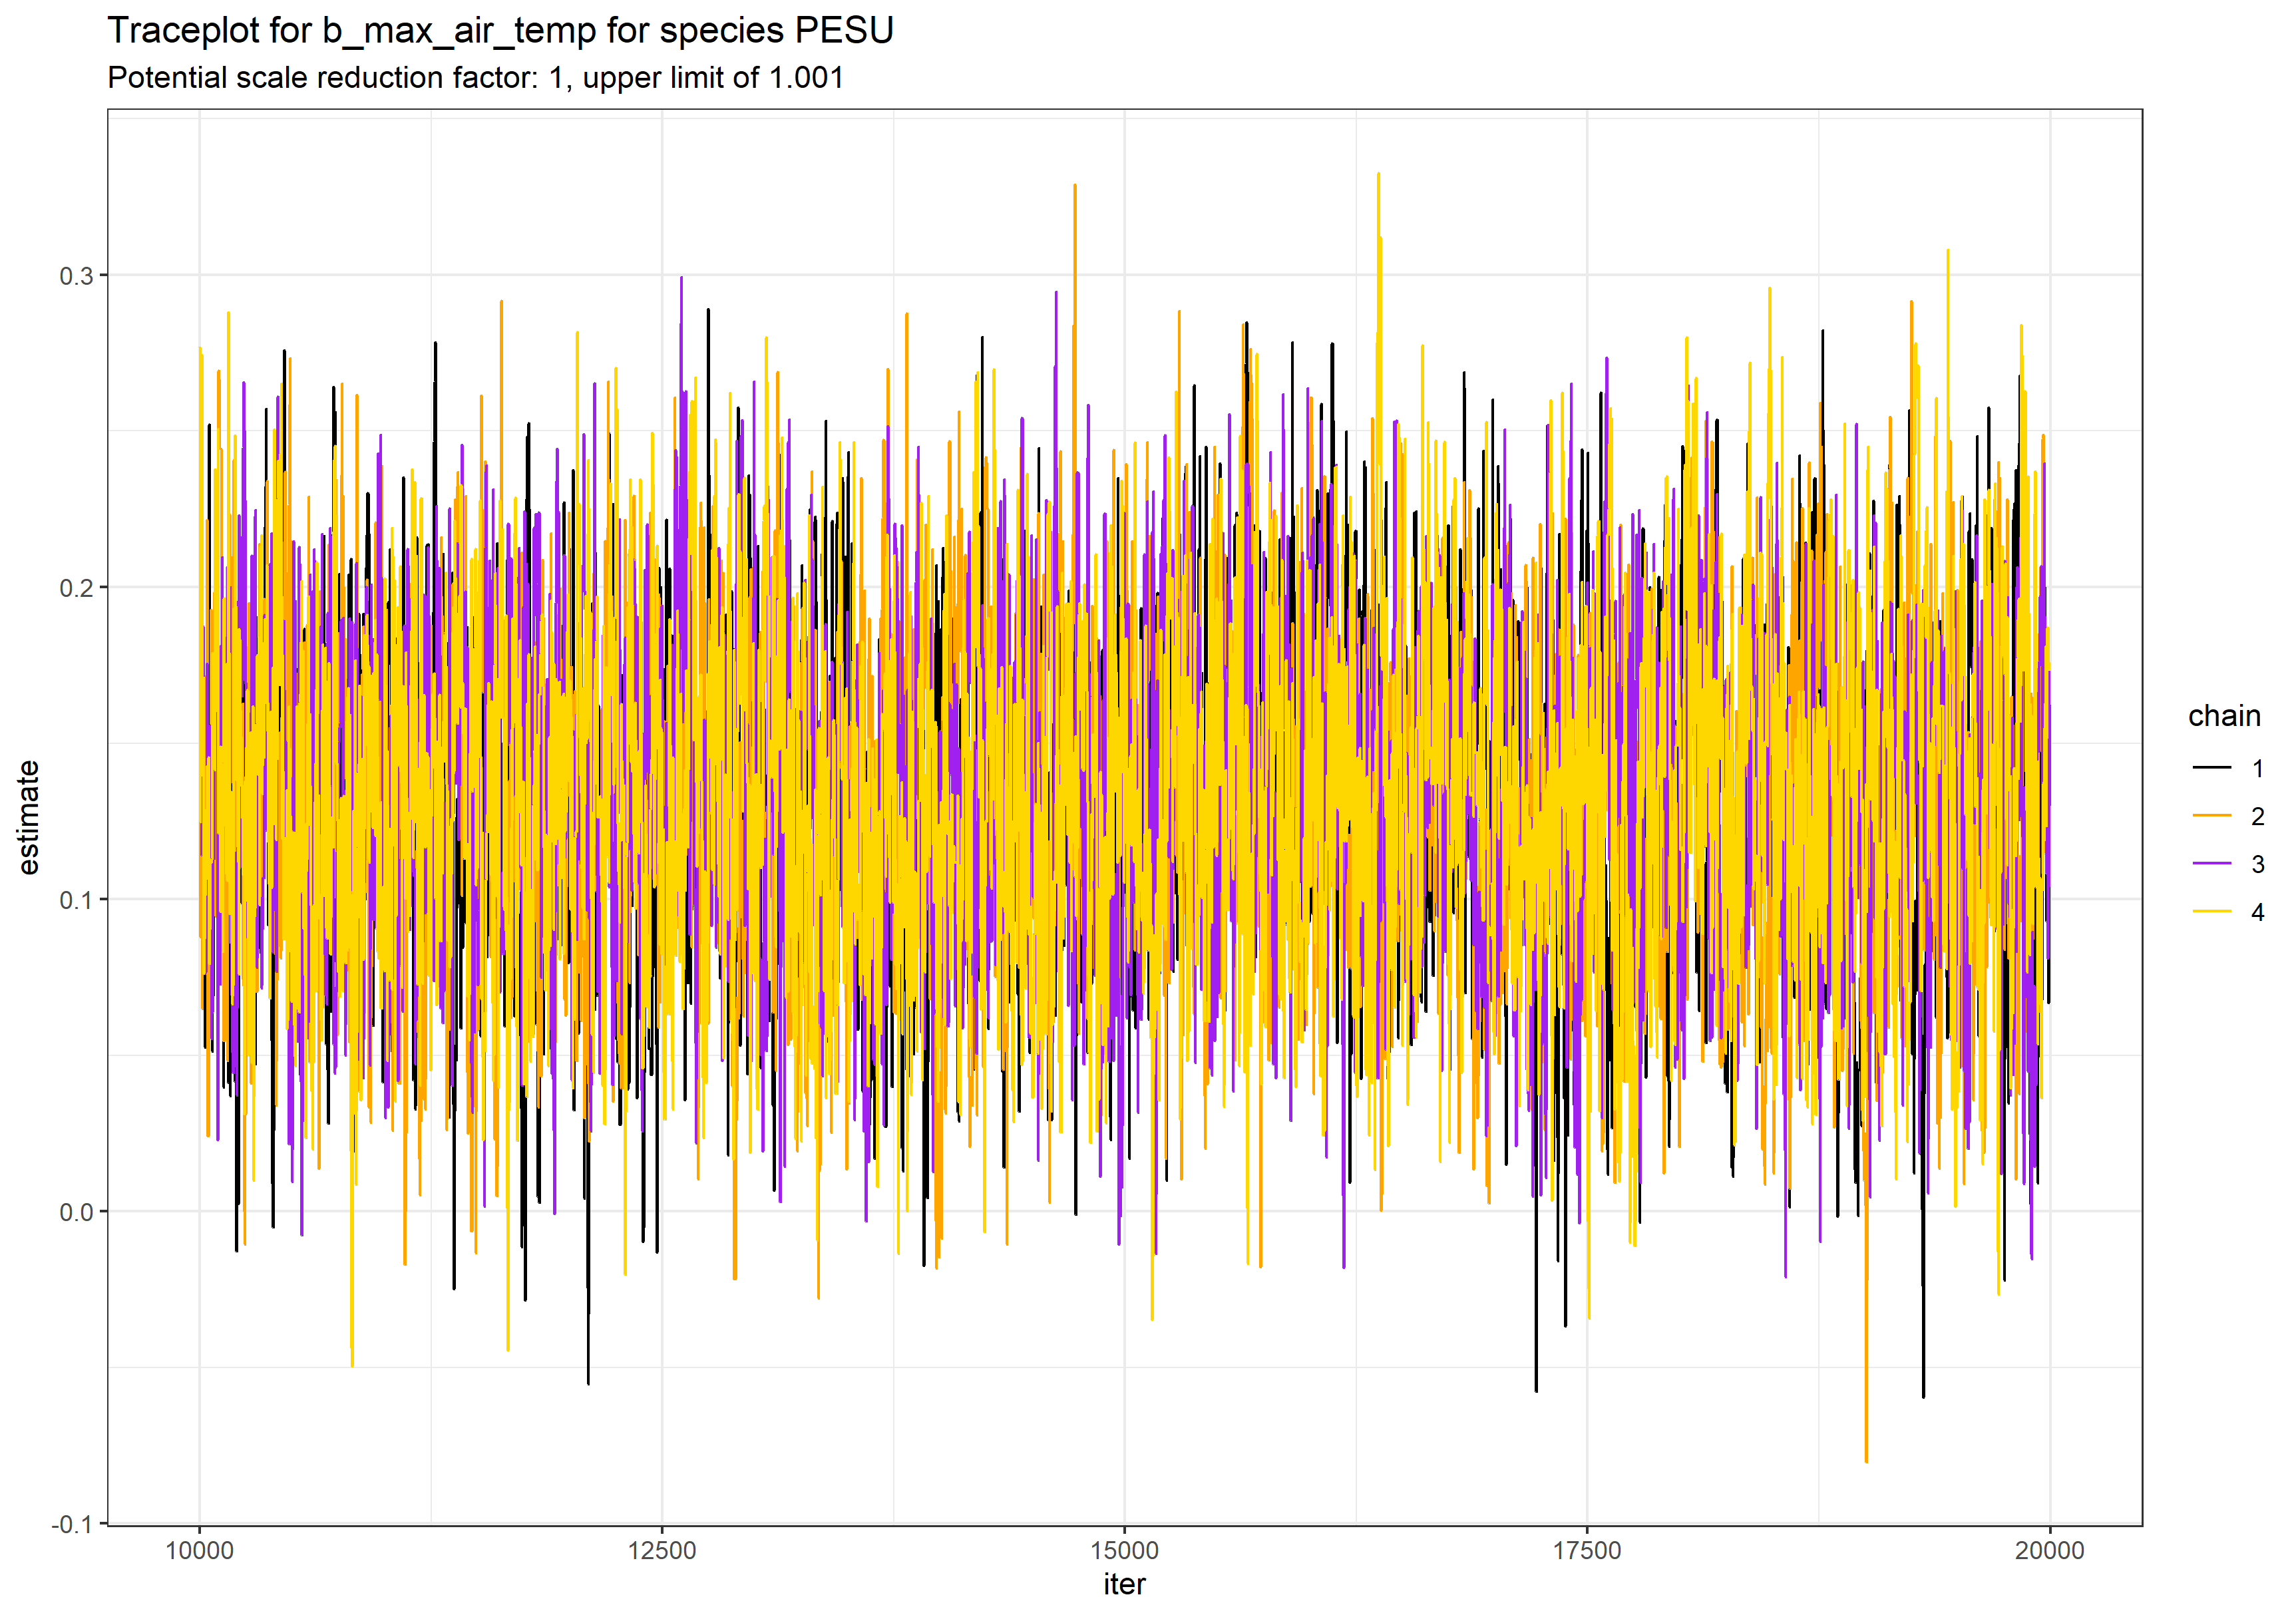 Traceplot for b_max_air_temp for species PESU
Potential scale reduction factor: 1, upper limit of 1.001
estimate
0.3
0.2
0.1
0.0
-0.1
10000
12500
15000
17500
20000
iter
chain
1
2
3
4